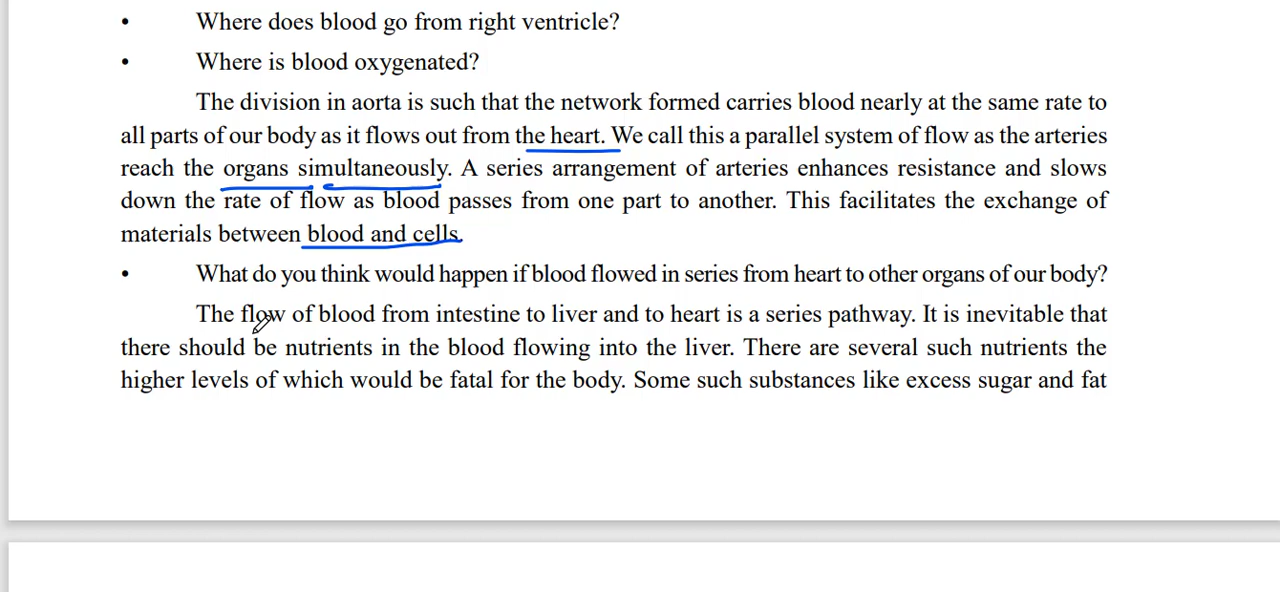 • Where does blood go from right ventricle?
• Where is blood oxygenated?
The division in aorta is such that the network formed carries blood nearly at the same rate to
all parts of our body as it flows out from the heart. We call this a parallel system of flow as the arteries
reach the organs simultaneously. A series arrangement of arteries enhances resistance and slows
down the rate of flow as blood passes from one part to another. This facilitates the exchange of
materials between blood and cells.
• What do you think would happen if blood flowed in series from heart to other organs of our body?
The flow of blood from intestine to liver and to heart is a series pathway. It is inevitable that
there should be nutrients in the blood flowing into the liver. There are several such nutrients the
higher levels of which would be fatal for the body. Some such substances like excess sugar and fat